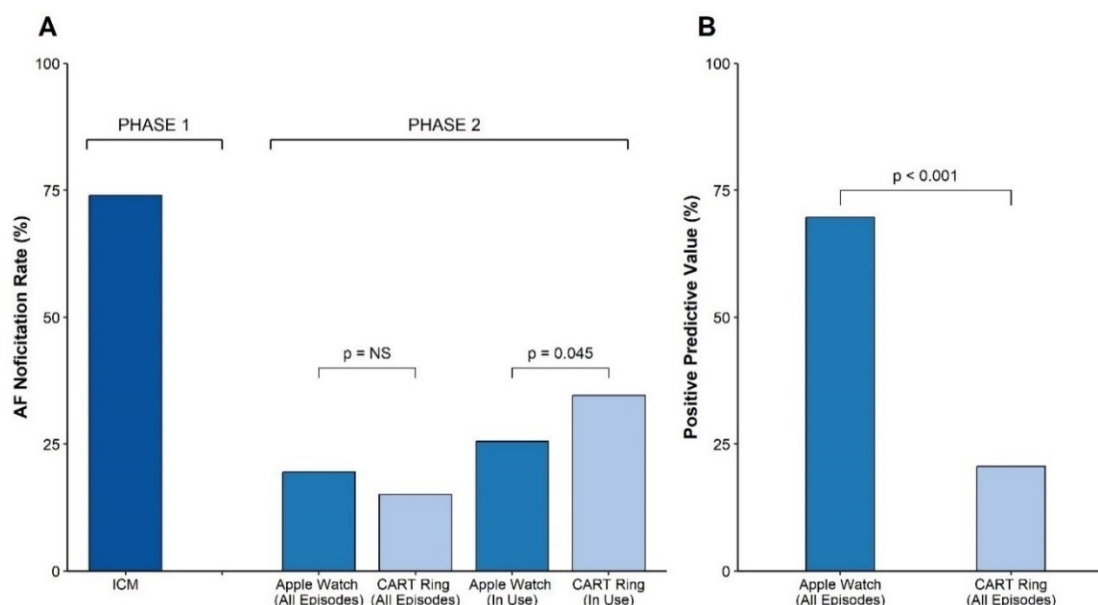 A
B
100
PHASE 1
PHASE 2
75
50
25
0
AF Noficitation Rate (%)
p = NS
p = 0.045
ICM
Apple Watch
(All Episodes)
CART Ring
(All Episodes)
Apple Watch
(In Use)
CART Ring
(In Use)
100
75
50
25
0
Positive Predictive Value (%)
p < 0.001
Apple Watch
(All Episodes)
CART Ring
(All Episodes)